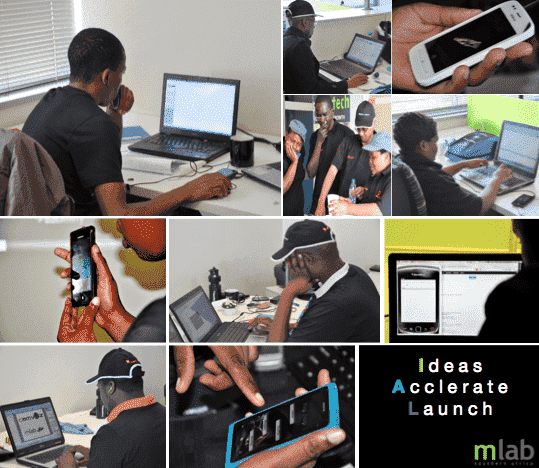 tech
Ideas
Acclerate
Launch
mlab
southern africa